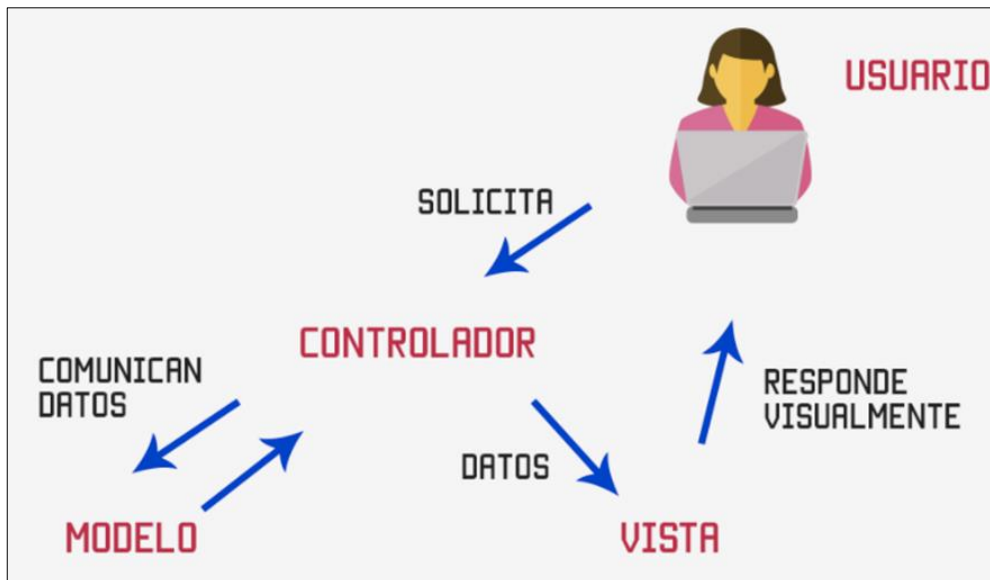 USUARIO
SOLICITA
CONTROLADOR
COMUNICAN
DATOS
RESPONDE
VISUALMENTE
DATOS
MODELO
VISTA